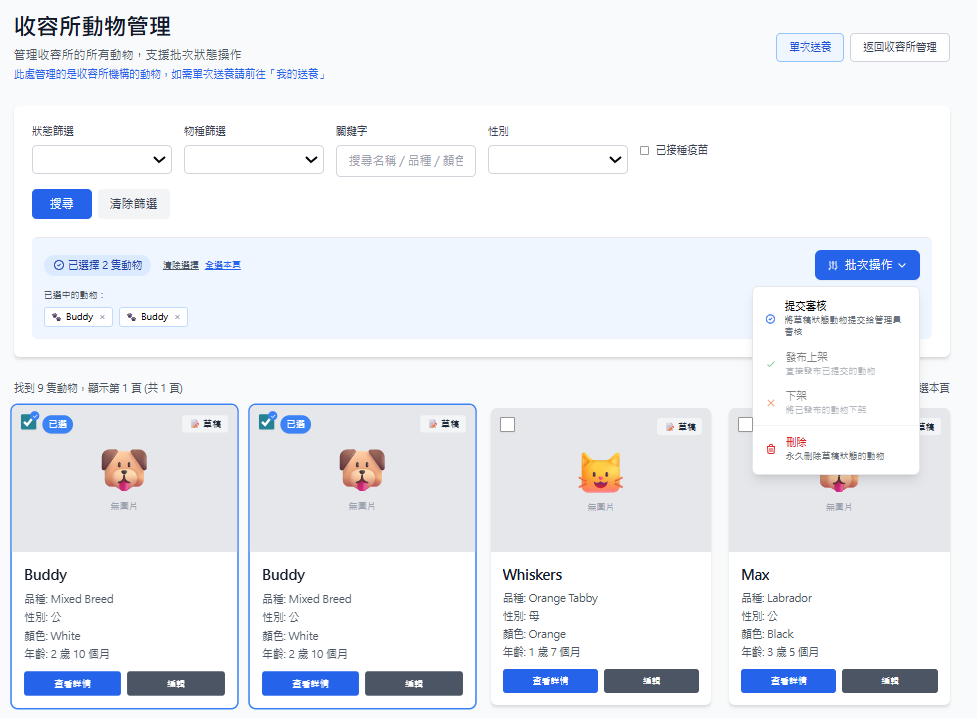 收容所動物管理
管理收容所的所有動物，支援批次狀態操作
此處管理的是收容所機構的動物，如需單次送養請前往「我的送養」
單次送養
返回收容所管理
狀態篩選
物種篩選
關鍵字
性別
搜尋名稱 / 品種 / 顏色
已接種疫苗
搜尋
清除篩選
已選擇 2 隻動物
清除選擇
全選本頁
批次操作
已選中的動物：
Buddy ×
Buddy ×
提交審核
將草稿狀態動物提交給管理員審核
發布上架
直接發布已提交的動物
下架
將已發布的動物下架
刪除
永久刪除草稿狀態的動物
找到 9 隻動物，顯示第 1 頁 (共 1 頁)
選本頁
已選
草稿
已選
草稿
草稿
草稿
無圖片
無圖片
無圖片
無圖片
Buddy
品種: Mixed Breed
性別: 公
顏色: White
年齡: 2 歲 10 個月
查看詳情
編輯
Buddy
品種: Mixed Breed
性別: 公
顏色: White
年齡: 2 歲 10 個月
查看詳情
編輯
Whiskers
品種: Orange Tabby
性別: 母
顏色: Orange
年齡: 1 歲 7 個月
查看詳情
編輯
Max
品種: Labrador
性別: 公
顏色: Black
年齡: 3 歲 5 個月
查看詳情
編輯